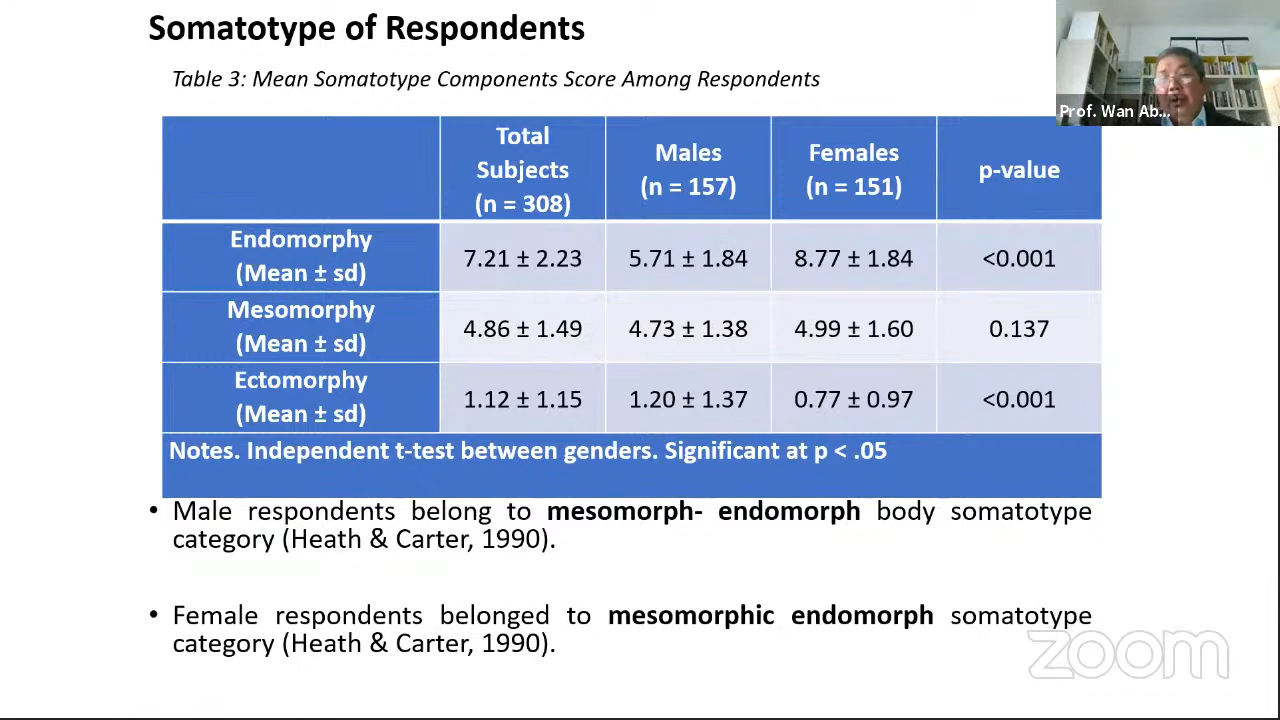 Somatotype of Respondents
Table 3: Mean Somatotype Components Score Among Respondents
Prof. Wan Ab...
Total
Subjects
(n = 308)
Males
(n = 157)
Females
(n = 151)
p-value
Endomorphy
(Mean ± sd)
7.21 ± 2.23
5.71 ± 1.84
8.77 ± 1.84
<0.001
Mesomorphy
(Mean ± sd)
4.86 ± 1.49
4.73 ± 1.38
4.99 ± 1.60
0.137
Ectomorphy
(Mean ± sd)
1.12 ± 1.15
1.20 ± 1.37
0.77 ± 0.97
<0.001
Notes. Independent t-test between genders. Significant at p < .05
• Male respondents belong to mesomorph- endomorph body somatotype
category (Heath & Carter, 1990).
• Female respondents belonged to mesomorphic endomorph somatotype
category (Heath & Carter, 1990).
zoom